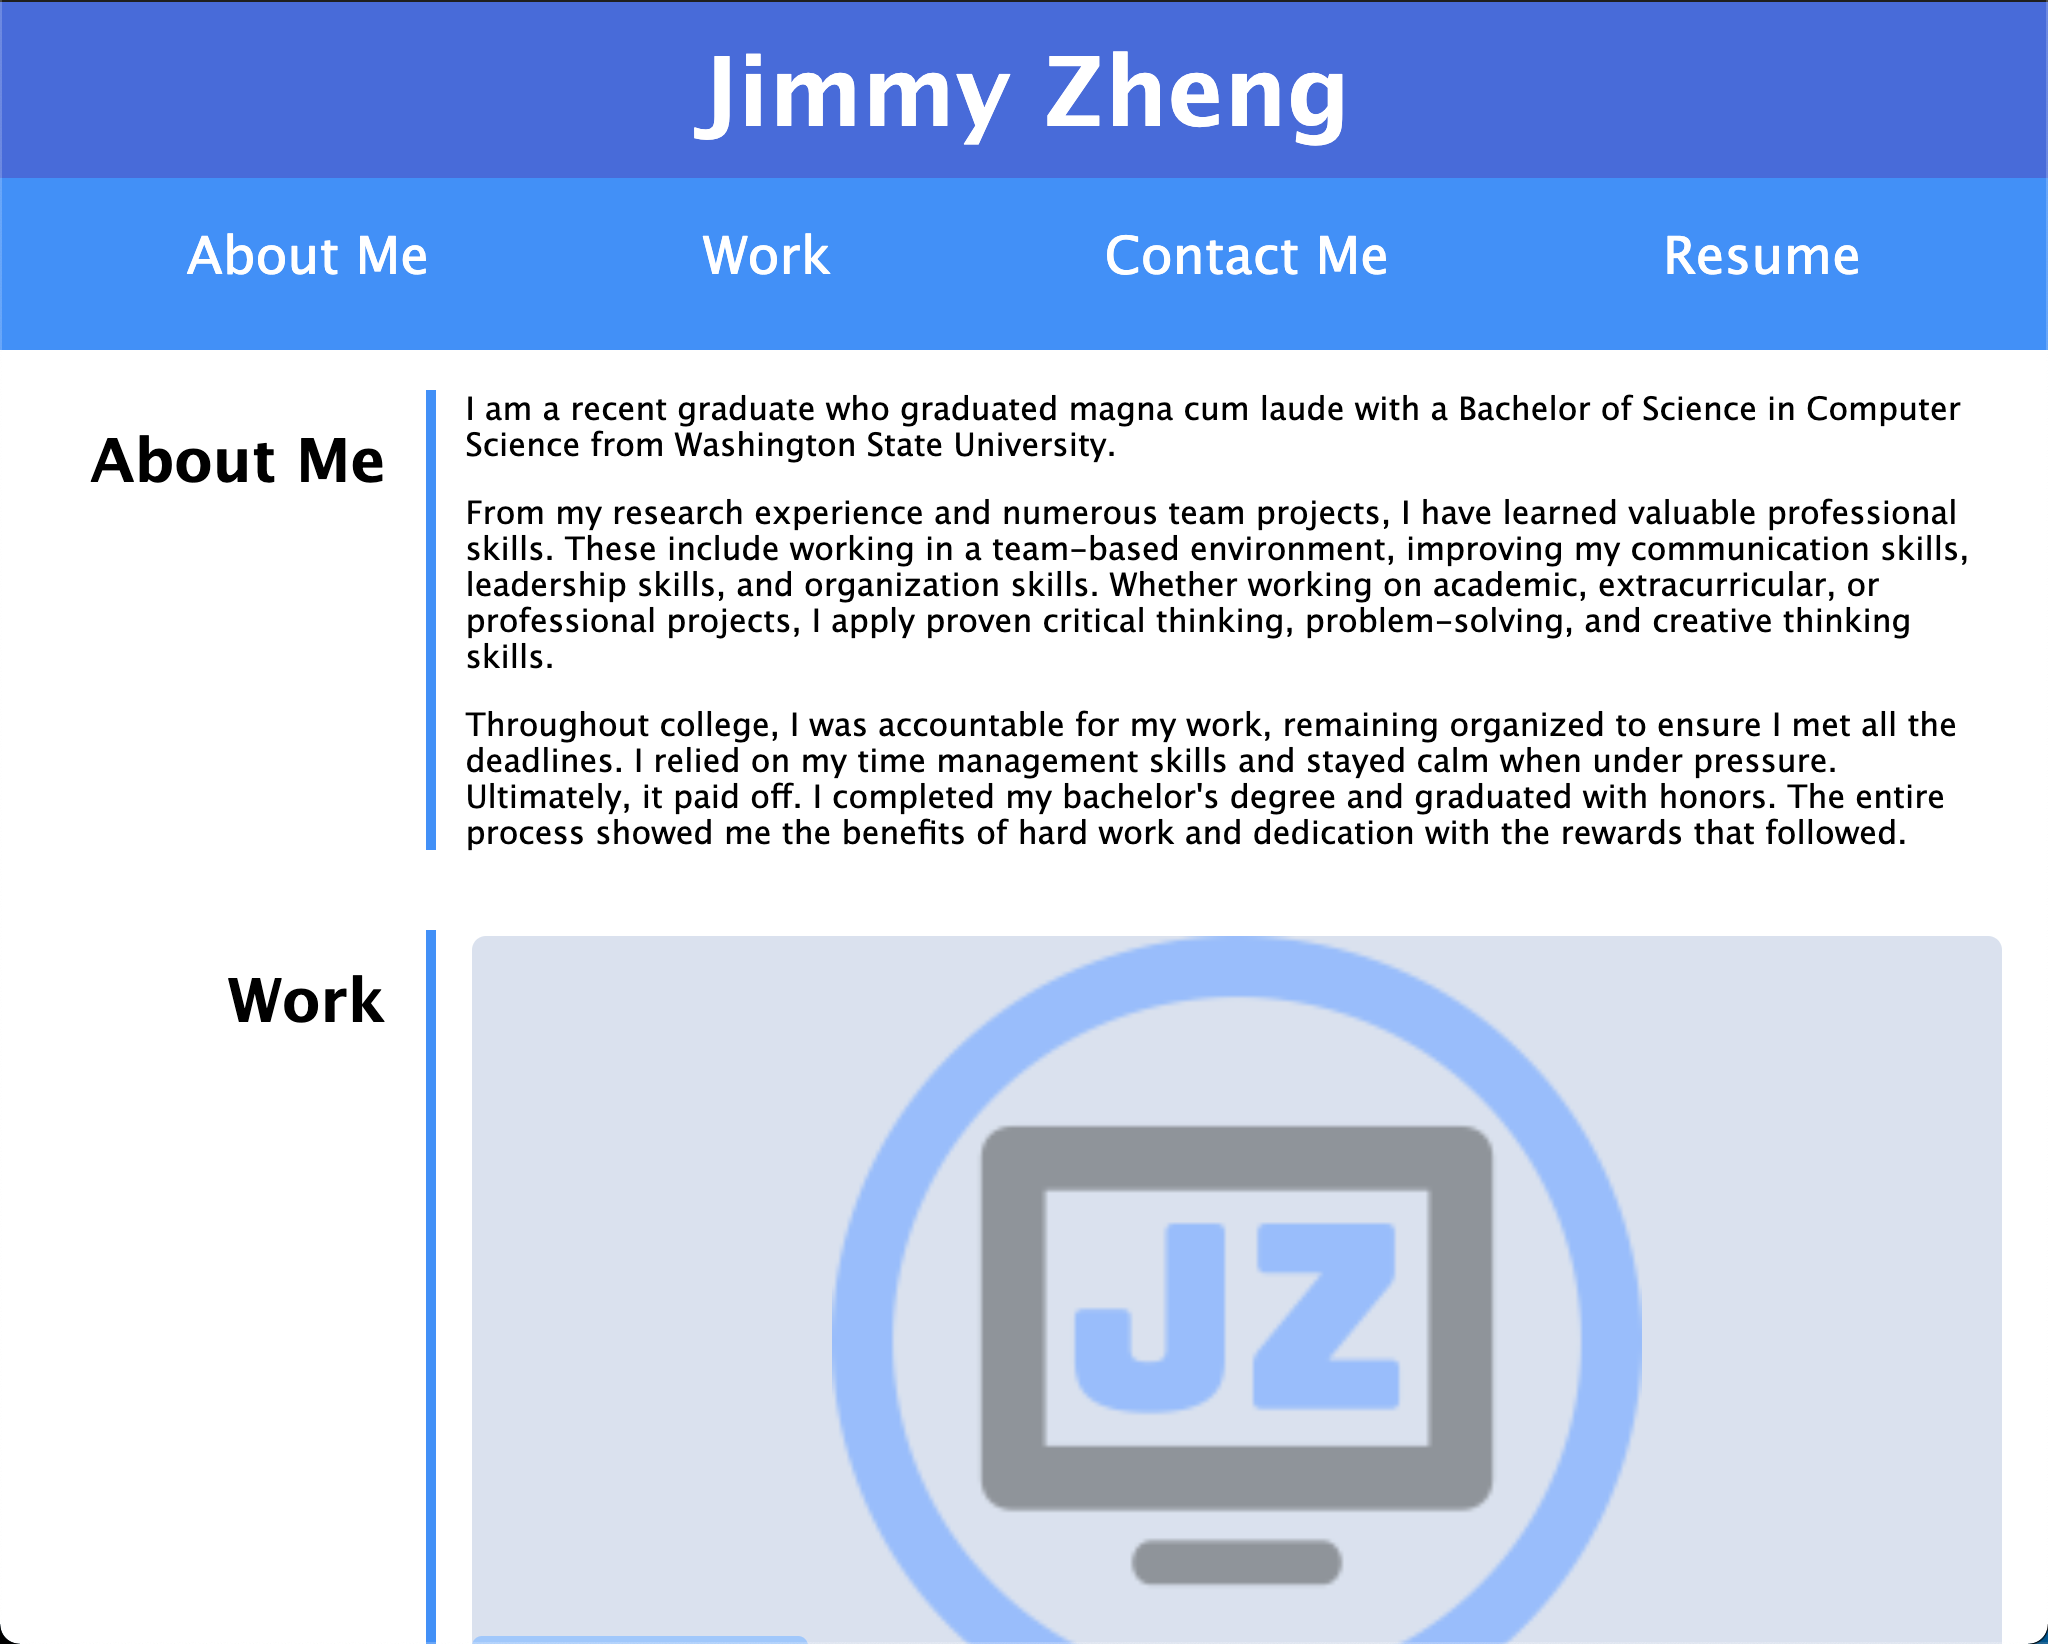 Jimmy Zheng
About Me
Work
Contact Me
Resume
About Me
I am a recent graduate who graduated magna cum laude with a Bachelor of Science in Computer
Science from Washington State University.
From my research experience and numerous team projects, I have learned valuable professional
skills. These include working in a team-based environment, improving my communication skills,
leadership skills, and organization skills. Whether working on academic, extracurricular, or
professional projects, I apply proven critical thinking, problem-solving, and creative thinking
skills.
Throughout college, I was accountable for my work, remaining organized to ensure I met all the
deadlines. I relied on my time management skills and stayed calm when under pressure.
Ultimately, it paid off. I completed my bachelor's degree and graduated with honors. The entire
process showed me the benefits of hard work and dedication with the rewards that followed.
Work
JZ